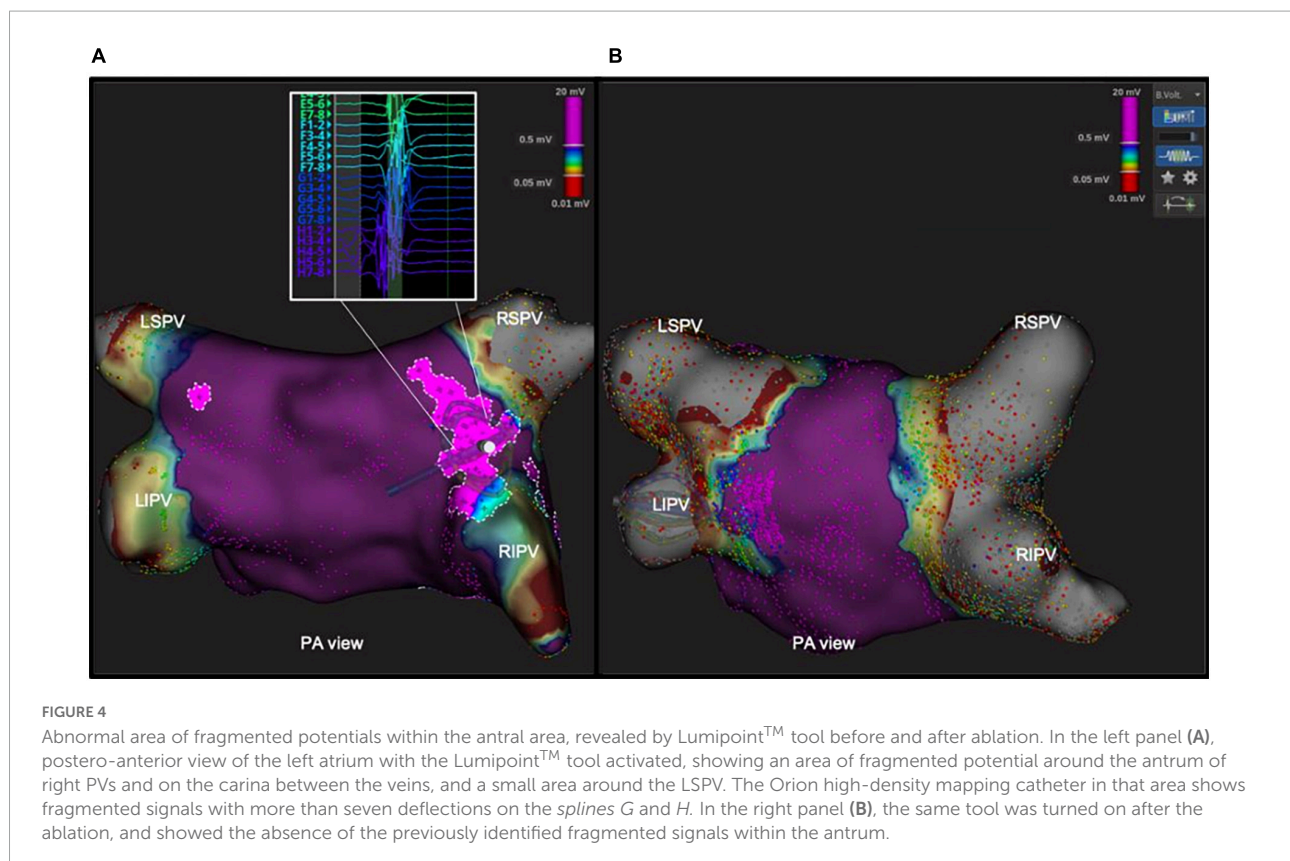 A
B
E4-5
E5-6
E7-8
F1-2
F3-4
F4-5
F5-6
F7-8
G1-2
G3-4
G4-5
G5-6
G7-8
H1-2
H3-4
H4-5
H5-6
H7-8
20 mV
0.5 mV
0.05 mV
0.01 mV
LSPV
RSPV
LIPV
RIPV
PA view
20 mV
0.5 mV
0.05 mV
0.01 mV
B.Volt.
LSPV
RSPV
LIPV
RIPV
PA view
FIGURE 4
Abnormal area of fragmented potentials within the antral area, revealed by Lumipoint™ tool before and after ablation. In the left panel (A),
postero-anterior view of the left atrium with the Lumipoint™ tool activated, showing an area of fragmented potential around the antrum of
right PVs and on the carina between the veins, and a small area around the LSPV. The Orion high-density mapping catheter in that area shows
fragmented signals with more than seven deflections on the splines G and H. In the right panel (B), the same tool was turned on after the
ablation, and showed the absence of the previously identified fragmented signals within the antrum.